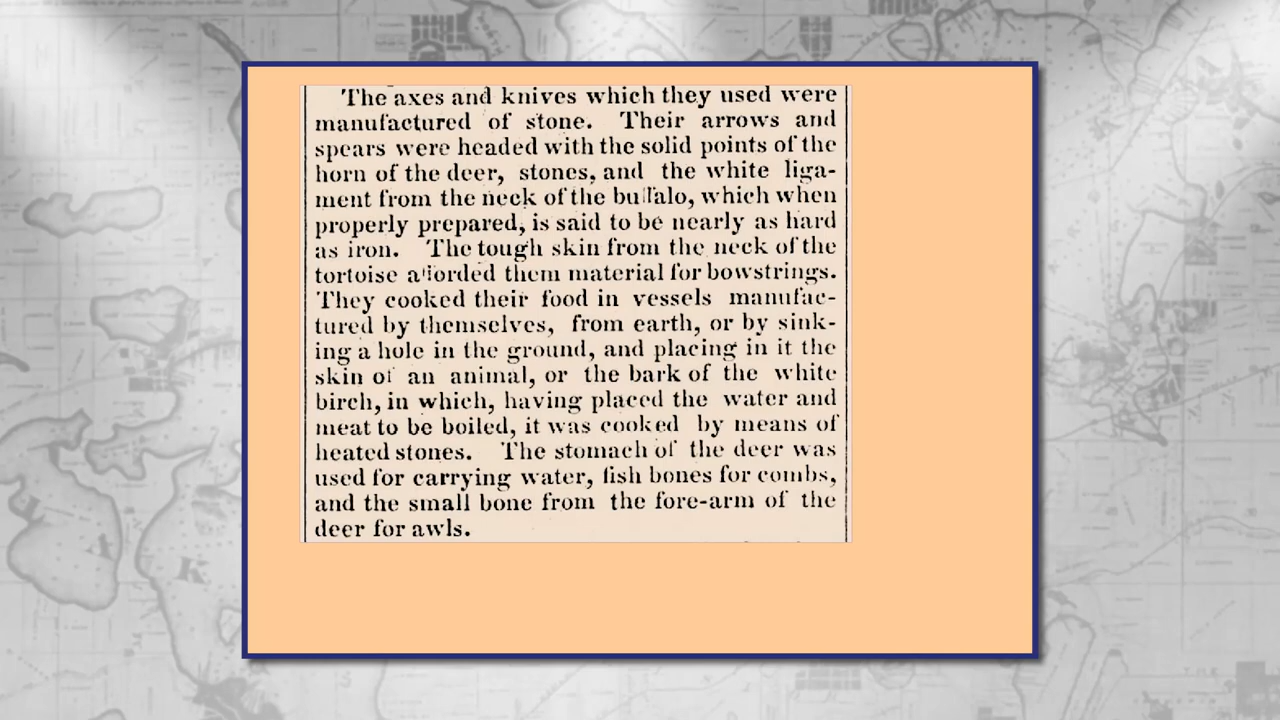 The axes and knives which they used were
manufactured of stone. Their arrows and
spears were headed with the solid points of the
horn of the deer, stones, and the white liga-
ment from the neck of the buffalo, which when
properly prepared, is said to be nearly as hard
as iron. The tough skin from the neck of the
tortoise afforded them material for bowstrings.
They cooked their food in vessels manufac-
tured by themselves, from earth, or by sink-
ing a hole in the ground, and placing in it the
skin of an animal, or the bark of the white
birch, in which, having placed the water and
meat to be boiled, it was cooked by means of
heated stones. The stomach of the deer was
used for carrying water, fish bones for combs,
and the small bone from the fore-arm of the
deer for awls.